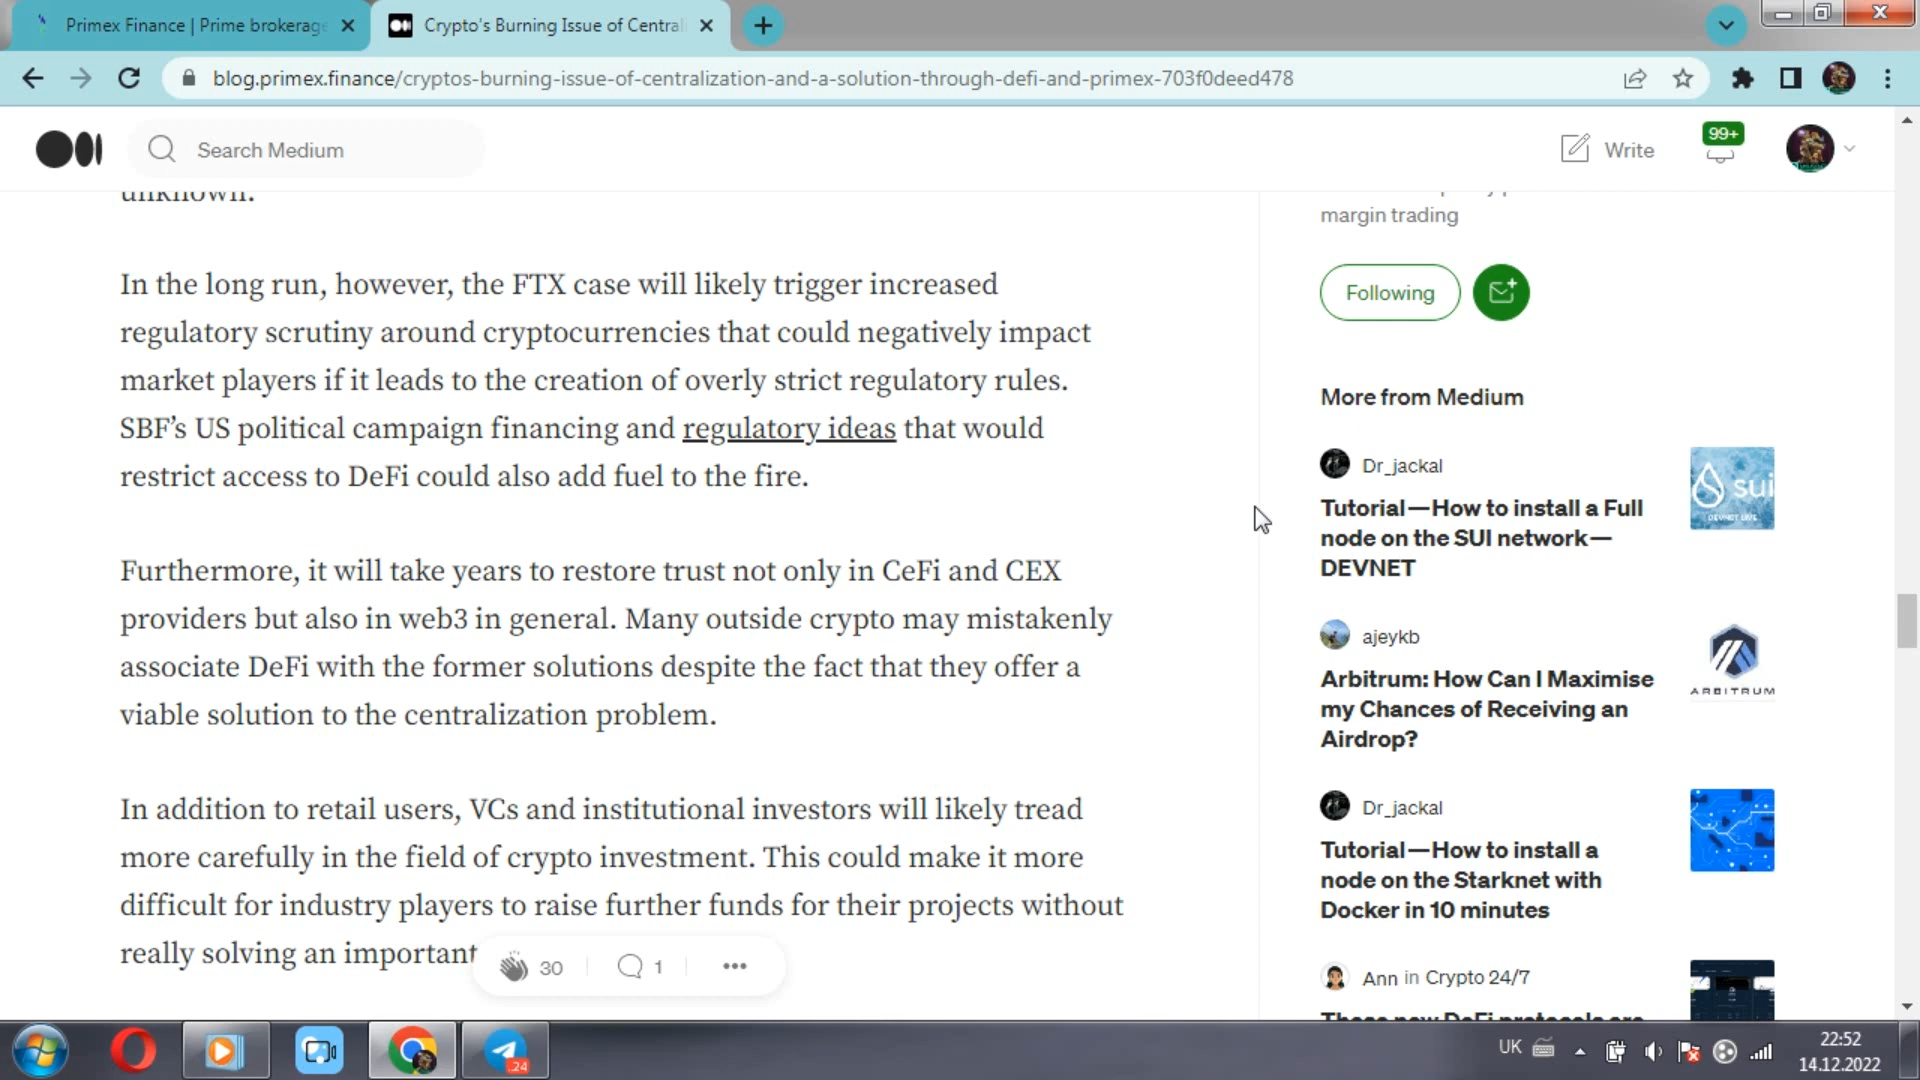 Primex Finance | Prime brokerage
Crypto's Burning Issue of Central
blog.primex.finance/cryptos-burning-issue-of-centralization-and-a-solution-through-defi-and-primex-703f0deed478
Search Medium
Write
99+
unknown.
In the long run, however, the FTX case will likely trigger increased
regulatory scrutiny around cryptocurrencies that could negatively impact
market players if it leads to the creation of overly strict regulatory rules.
SBF’s US political campaign financing and regulatory ideas that would
restrict access to DeFi could also add fuel to the fire.
Furthermore, it will take years to restore trust not only in CeFi and CEX
providers but also in web3 in general. Many outside crypto may mistakenly
associate DeFi with the former solutions despite the fact that they offer a
viable solution to the centralization problem.
In addition to retail users, VCs and institutional investors will likely tread
more carefully in the field of crypto investment. This could make it more
difficult for industry players to raise further funds for their projects without
really solving an important
30
1
margin trading
Following
More from Medium
Dr_jackal
Tutorial—How to install a Full
node on the SUI network—
DEVNET
sui
DEVNET LIVE
ajeykb
Arbitrum: How Can I Maximise
my Chances of Receiving an
Airdrop?
ARBITRUM
Dr_jackal
Tutorial—How to install a
node on the Starknet with
Docker in 10 minutes
Ann in Crypto 24/7
These new DeFi protocols are
24
UK
22:52
14.12.2022